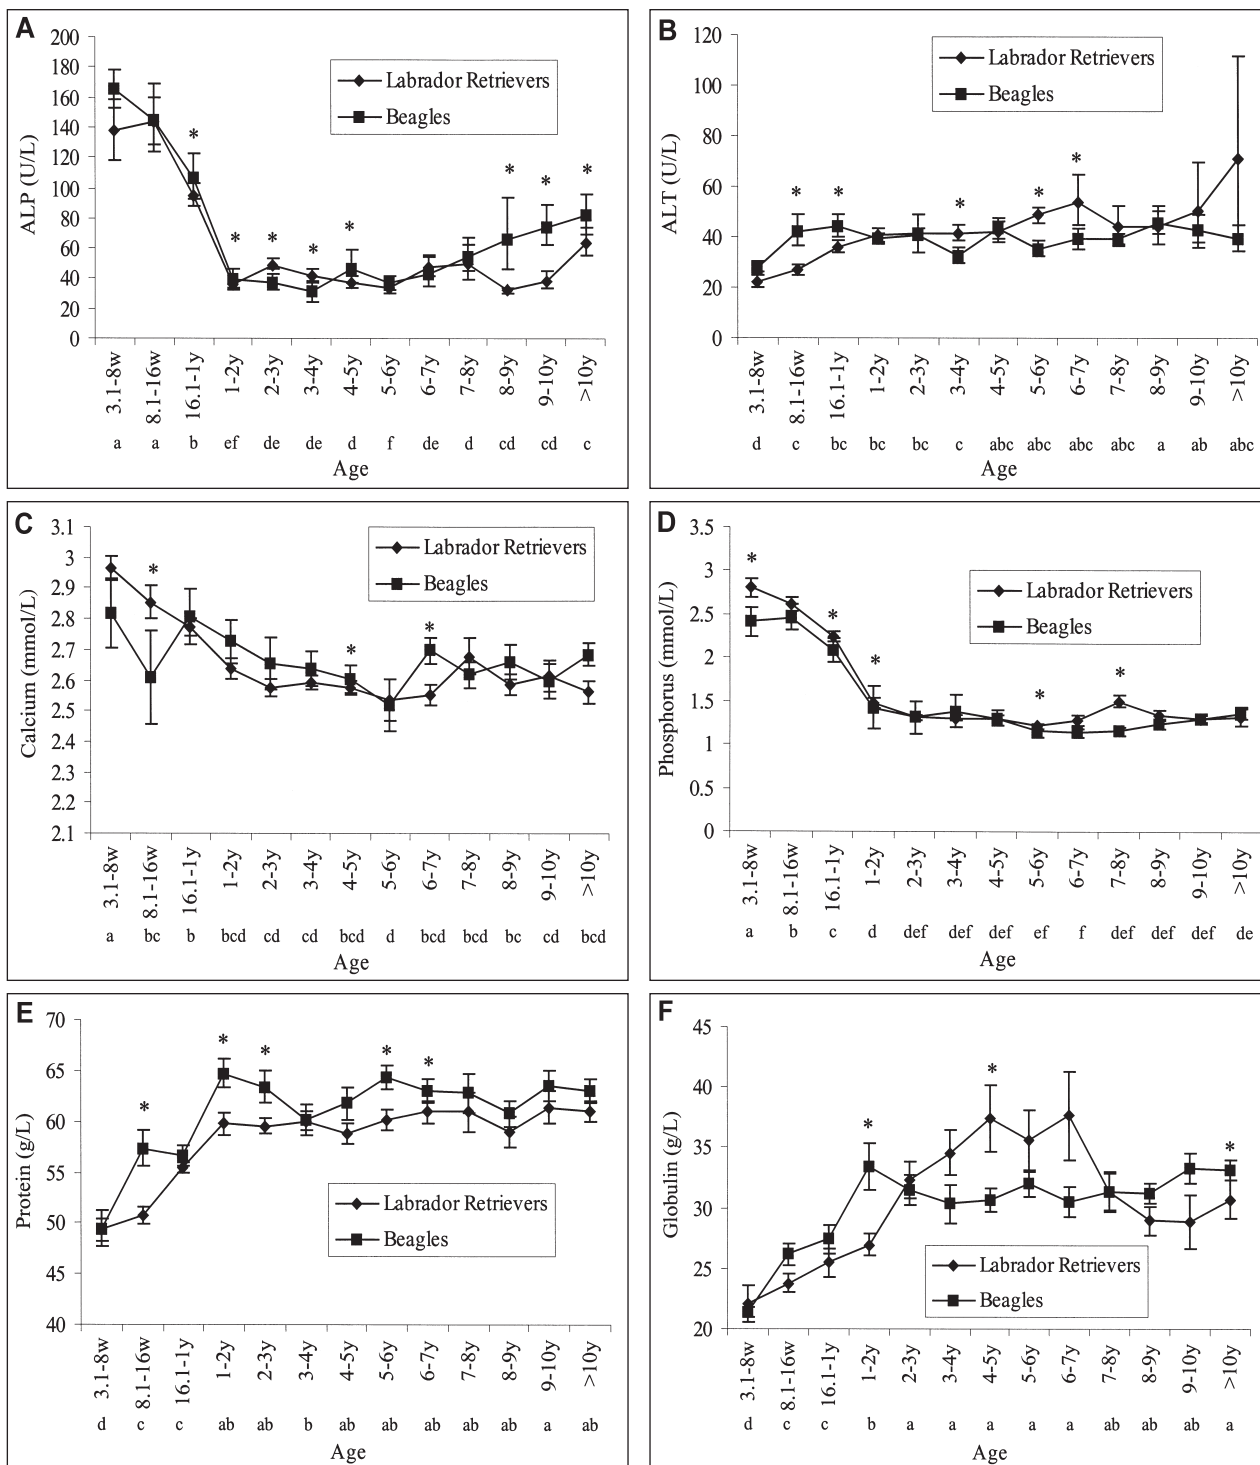 A
200
180
160
140
120
100
80
60
40
20
0
ALP (U/L)
Labrador Retrievers
Beagles
* * * * * * * *
3.1-8w 8.1-16w 16.1-1y 1-2y 2-3y 3-4y 4-5y 5-6y 6-7y 7-8y 8-9y 9-10y >10y
a a b ef de de d f de d cd cd c
Age
B
120
100
80
60
40
20
0
ALT (U/L)
Labrador Retrievers
Beagles
* * * * *
3.1-8w 8.1-16w 16.1-1y 1-2y 2-3y 3-4y 4-5y 5-6y 6-7y 7-8y 8-9y 9-10y >10y
d c bc bc bc c abc abc abc abc a ab abc
Age
C
3.1
3
2.9
2.8
2.7
2.6
2.5
2.4
2.3
2.2
2.1
Calcium (mmol/L)
Labrador Retrievers
Beagles
* * *
3.1-8w 8.1-16w 16.1-1y 1-2y 2-3y 3-4y 4-5y 5-6y 6-7y 7-8y 8-9y 9-10y >10y
a bc b bcd cd cd bcd d bcd bcd bc cd bcd
Age
D
3.5
3
2.5
2
1.5
1
0.5
0
Phosphorus (mmol/L)
Labrador Retrievers
Beagles
* * * * *
3.1-8w 8.1-16w 16.1-1y 1-2y 2-3y 3-4y 4-5y 5-6y 6-7y 7-8y 8-9y 9-10y >10y
a b c d def def def ef f def def def de
Age
E
70
65
60
55
50
45
40
Protein (g/L)
Labrador Retrievers
Beagles
* * * * *
3.1-8w 8.1-16w 16.1-1y 1-2y 2-3y 3-4y 4-5y 5-6y 6-7y 7-8y 8-9y 9-10y >10y
d c c ab ab b ab ab ab ab ab a ab
Age
F
45
40
35
30
25
20
Globulin (g/L)
Labrador Retrievers
Beagles
* * *
3.1-8w 8.1-16w 16.1-1y 1-2y 2-3y 3-4y 4-5y 5-6y 6-7y 7-8y 8-9y 9-10y >10y
d c c b a a a a a ab ab ab a
Age